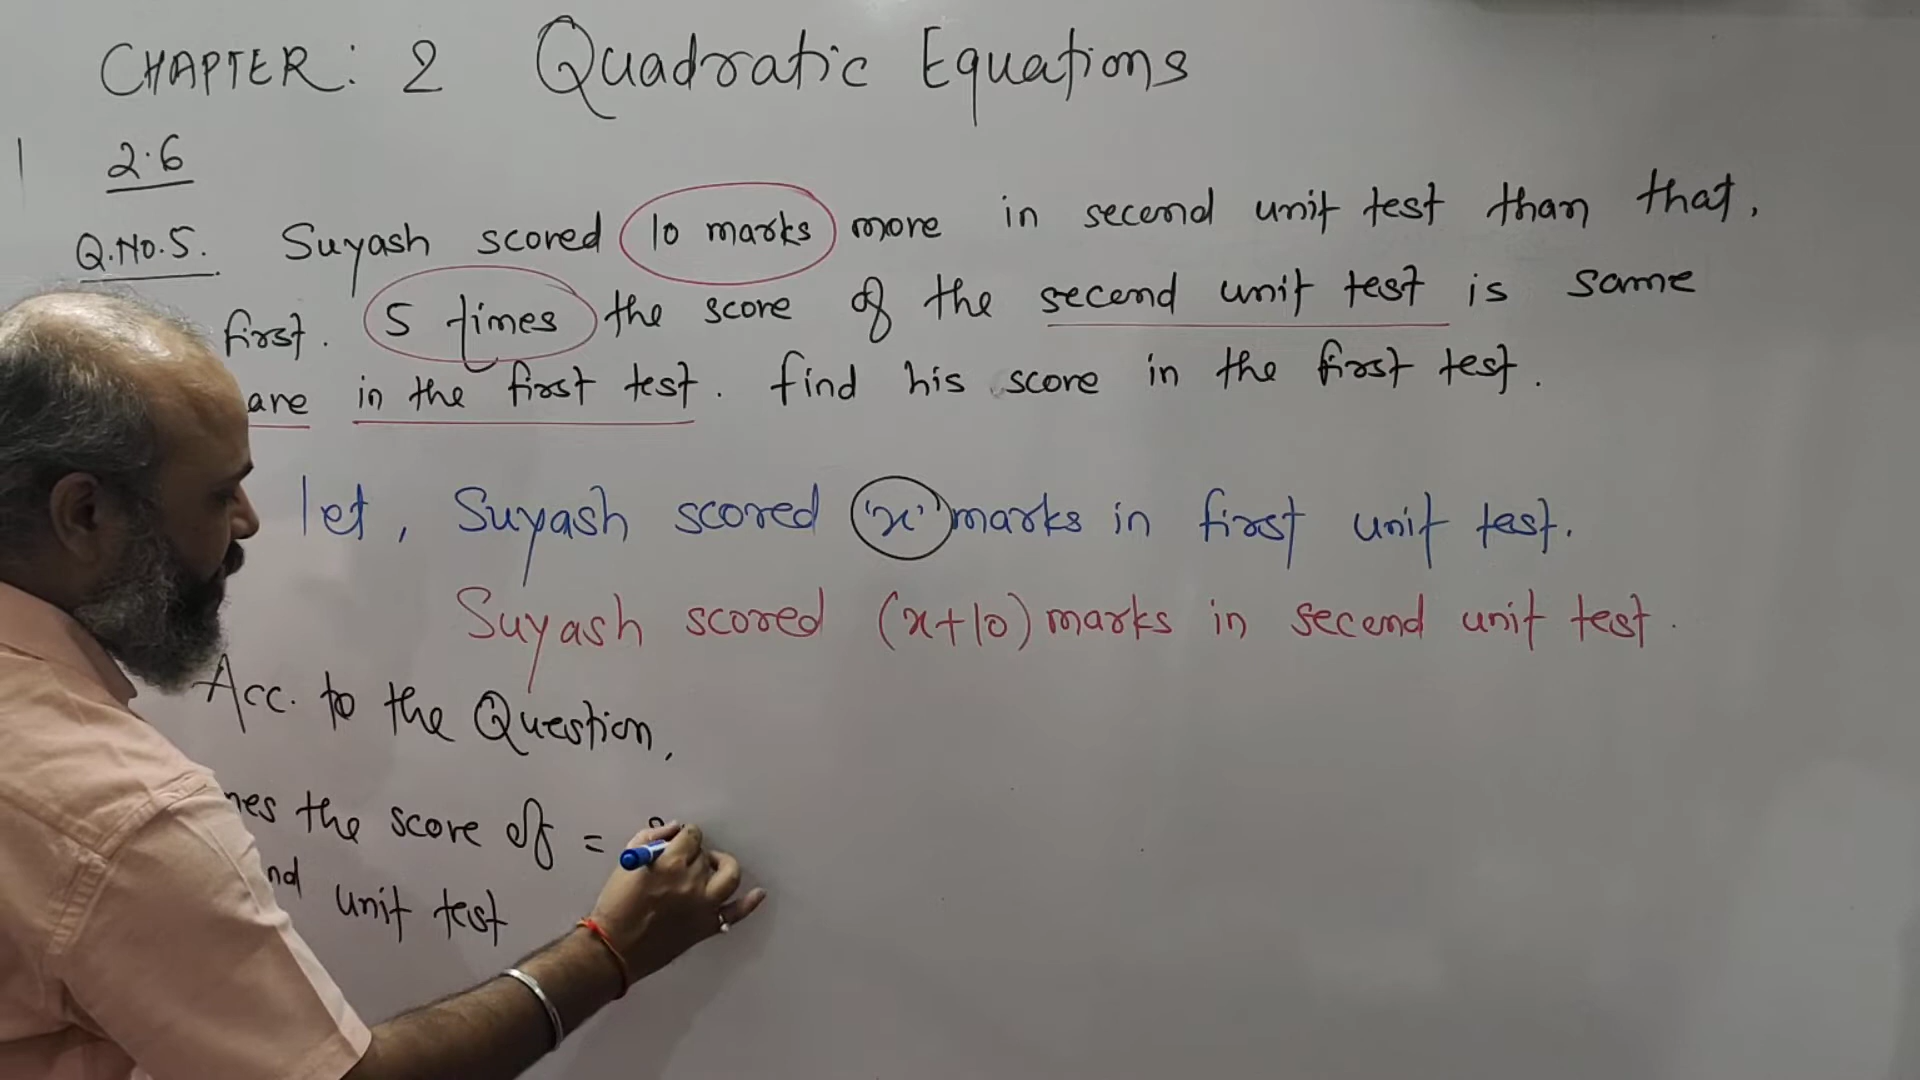 CHAPTER: 2 Quadratic Equations
2.6
Q.No.5. Suyash scored 10 marks more in second unit test than that,
first. 5 times the score of the second unit test is same
are in the first test. find his score in the first test.
let, Suyash scored 'x' marks in first unit test.
Suyash scored (x+10) marks in second unit test.
Acc. to the Question,
the score of =
unit test